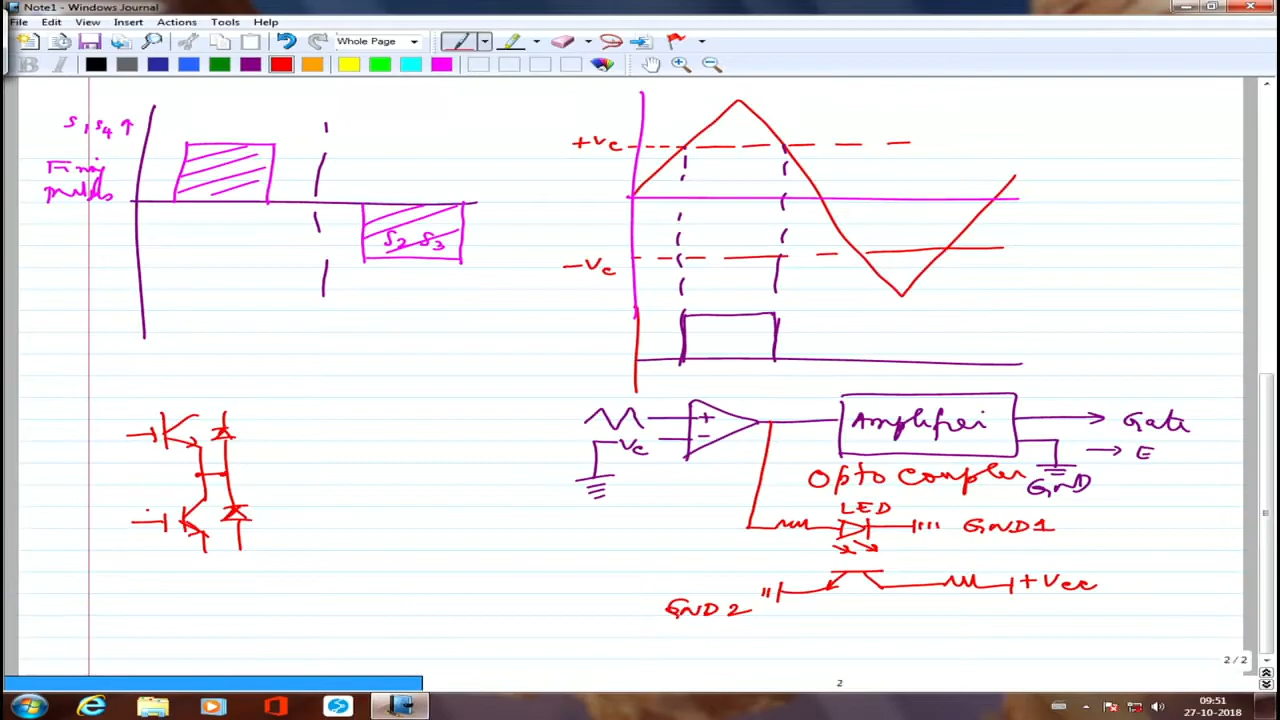 Note1 - Windows Journal
File Edit View Insert Actions Tools Help
Whole Page
B I
S1 S4 ↑
S2 S3
+Vc
-Vc
+
Vc
-
Amplifier
Gate
→ E
GND
Opto Coupler
LED
GND1
+Vcc
GND2
2 / 2
2
09:51
27-10-2018